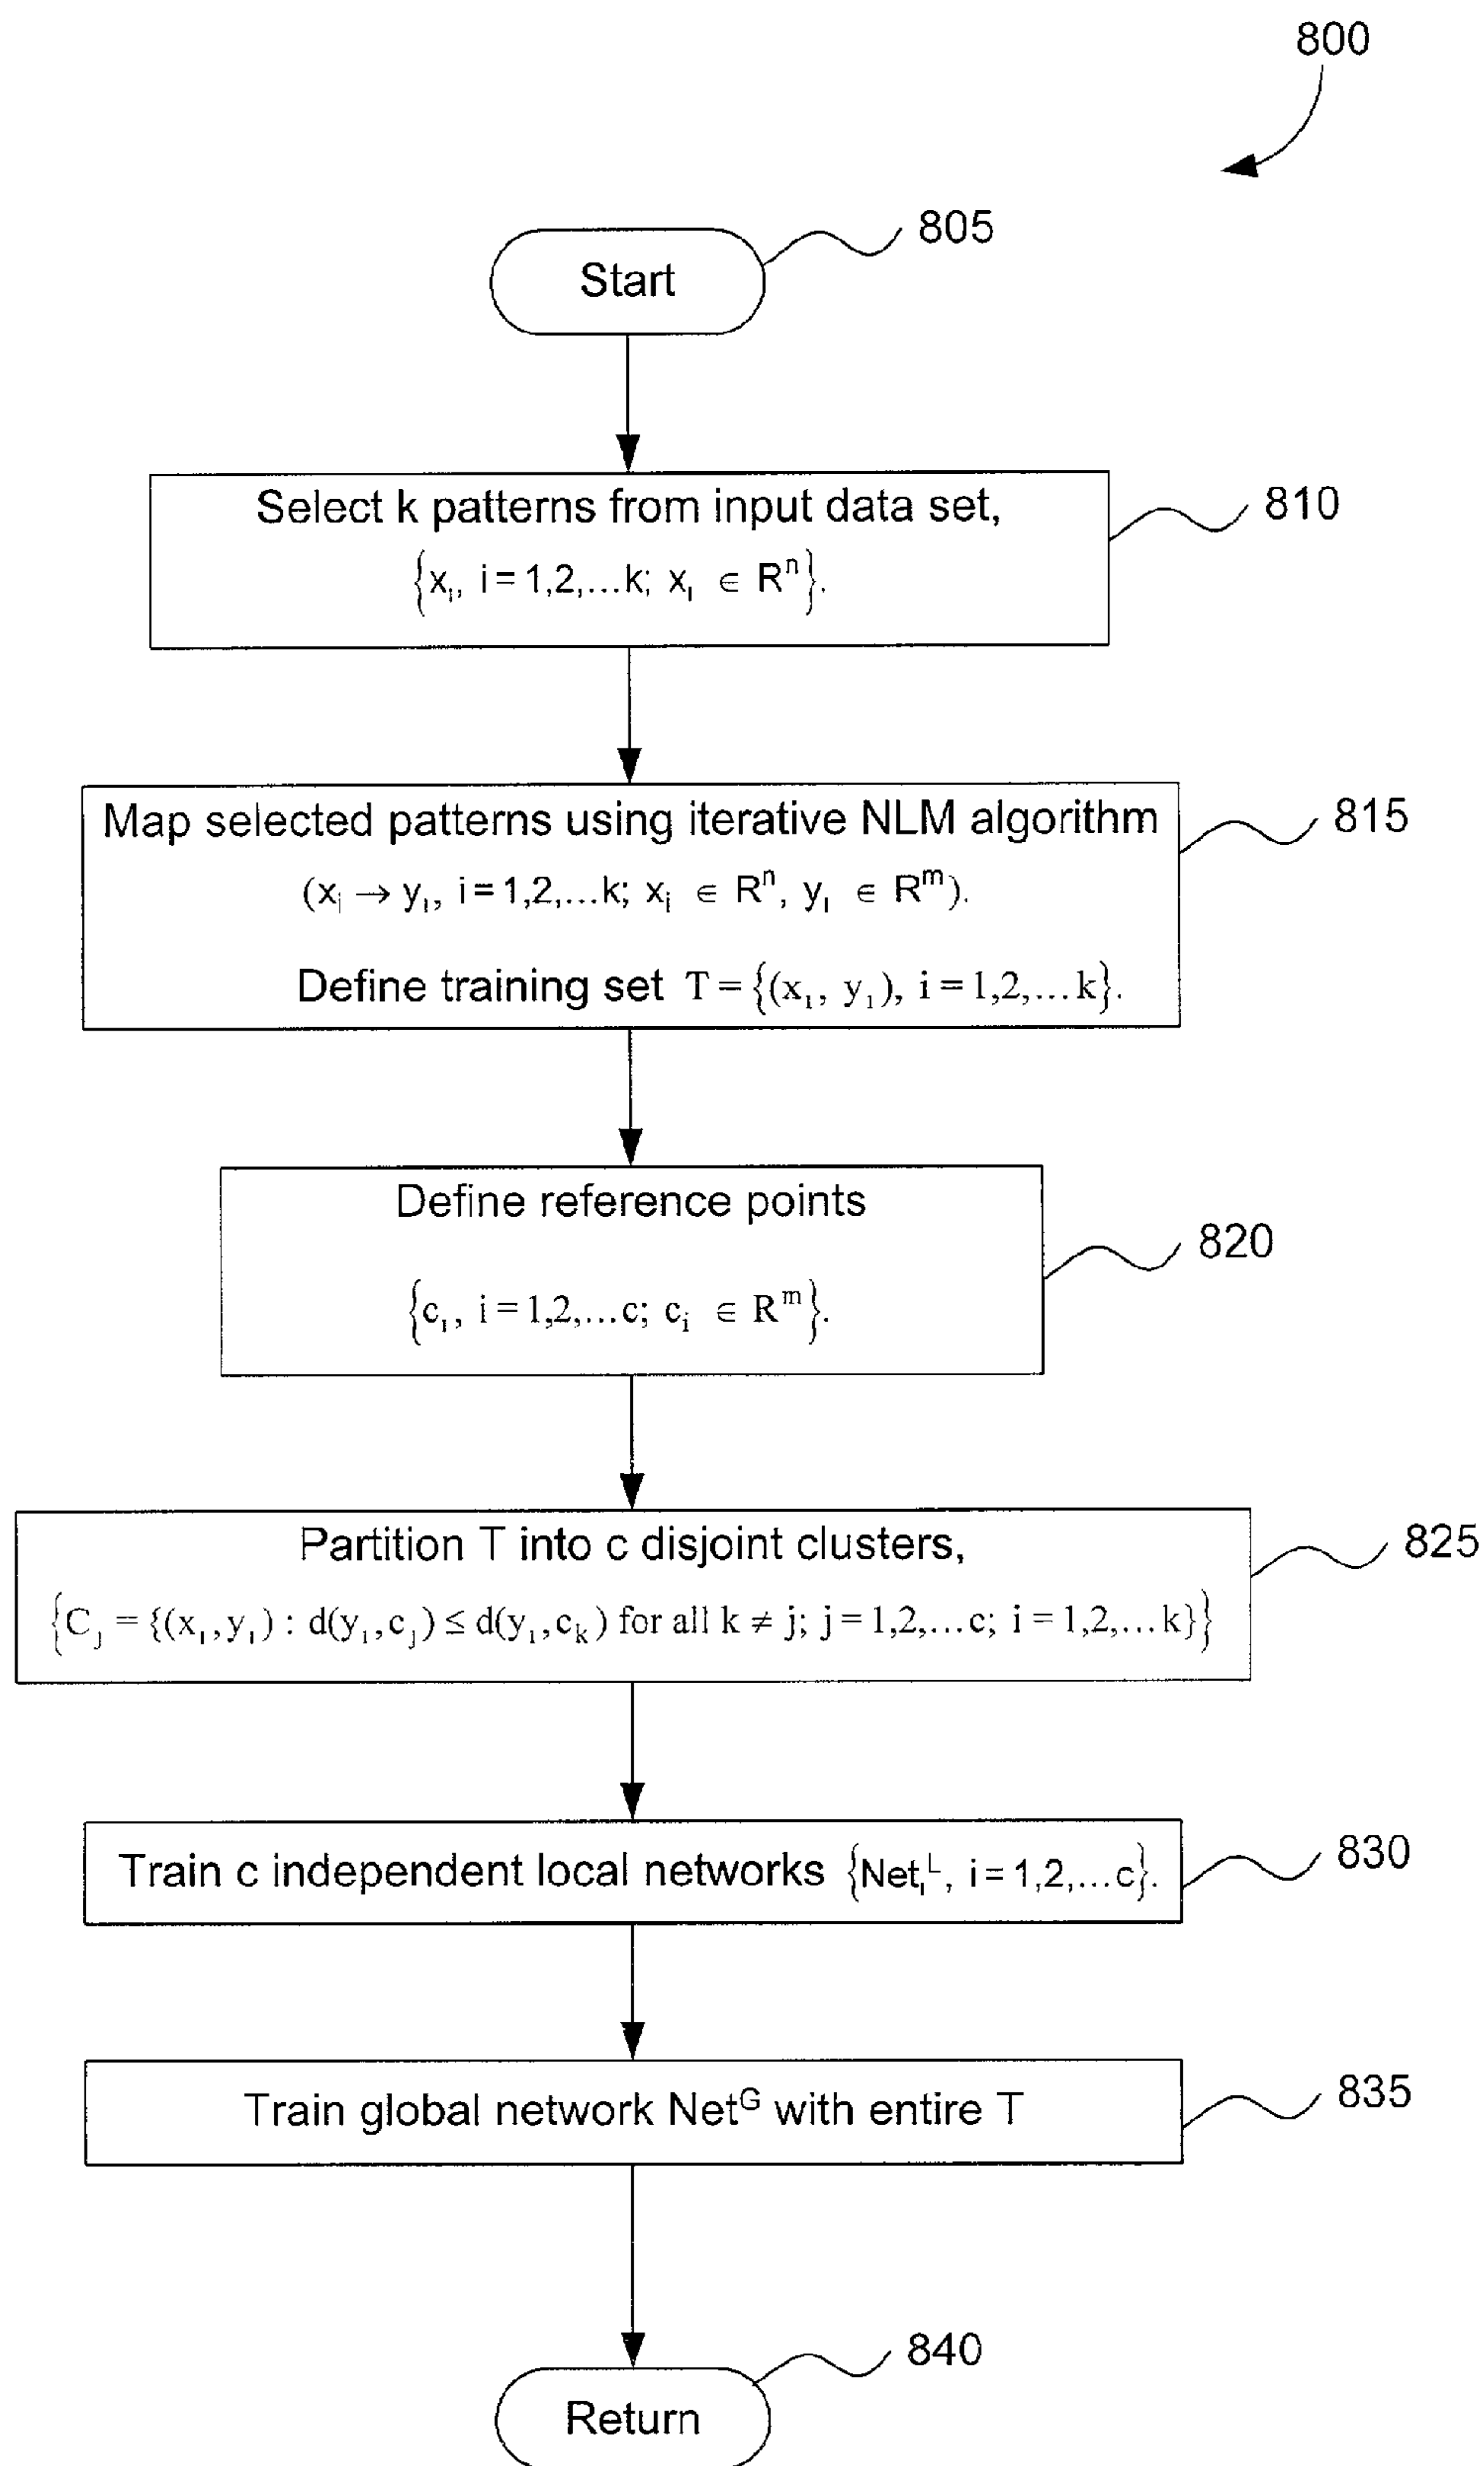 800
Start
805
Select k patterns from input data set,
{xᵢ, i = 1,2,...k; xᵢ ∈ Rⁿ}.
810
Map selected patterns using iterative NLM algorithm
(xᵢ → yᵢ, i = 1,2,...k; xᵢ ∈ Rⁿ, yᵢ ∈ Rᵐ).
Define training set T = {(xᵢ, yᵢ), i = 1,2,...k}.
815
Define reference points
{cᵢ, i = 1,2,...c; cᵢ ∈ Rᵐ}.
820
Partition T into c disjoint clusters,
{Cⱼ = {(xᵢ,yᵢ) : d(yᵢ,cⱼ) ≤ d(yᵢ,cₖ) for all k ≠ j; j = 1,2,...c; i = 1,2,...k}}
825
Train c independent local networks {Netᵢᴸ, i = 1,2,...c}.
830
Train global network Netᴳ with entire T
835
Return
840